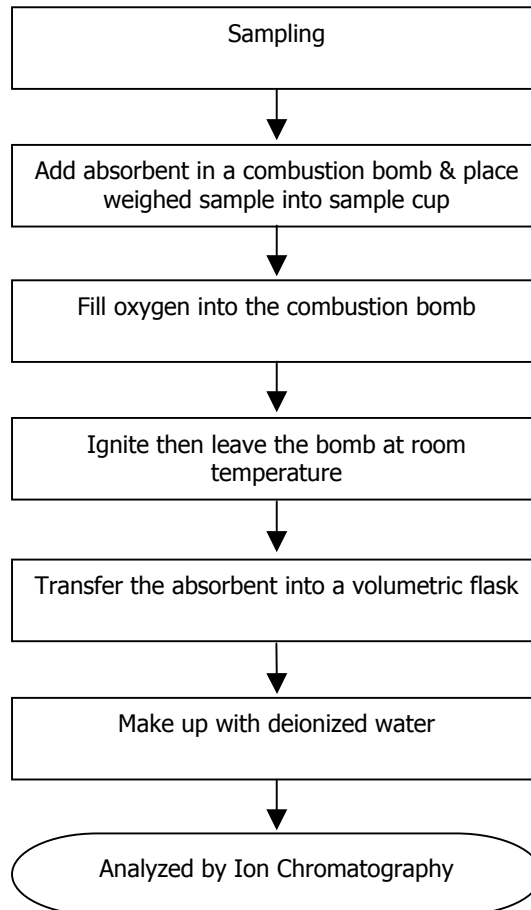 Sampling
Add absorbent in a combustion bomb & place
weighed sample into sample cup
Fill oxygen into the combustion bomb
Ignite then leave the bomb at room
temperature
Transfer the absorbent into a volumetric flask
Make up with deionized water
Analyzed by Ion Chromatography